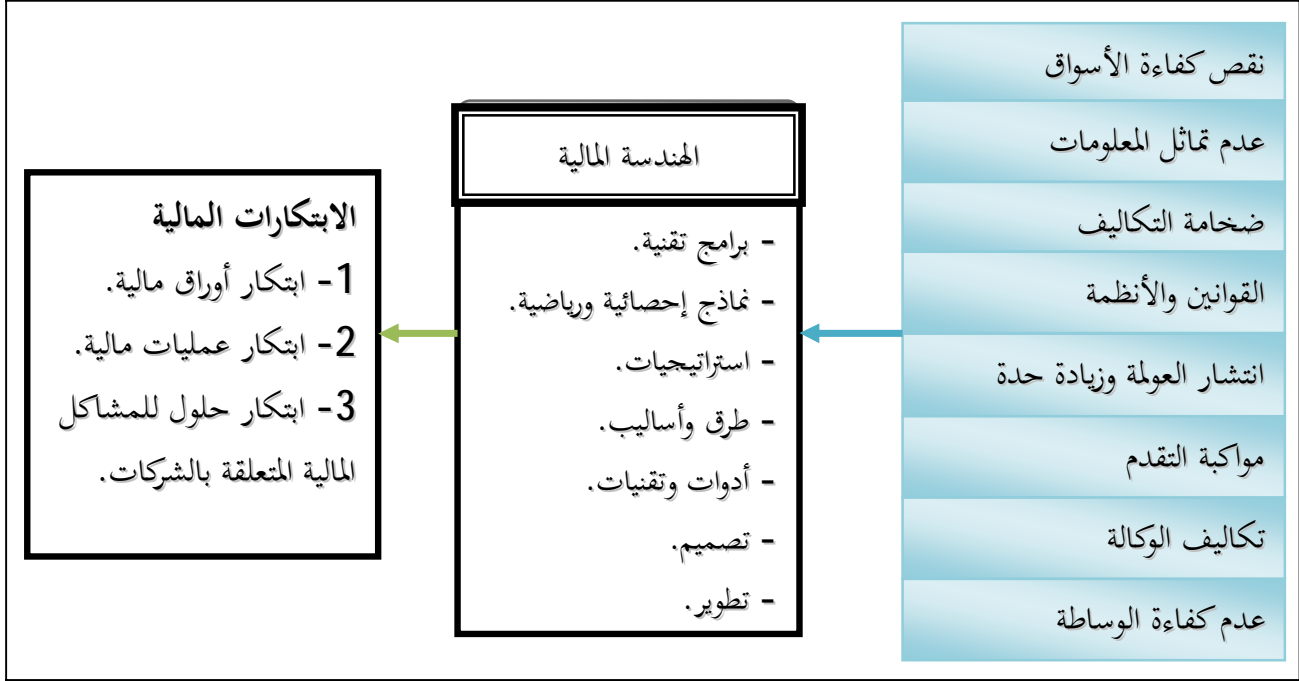 نقص كفاءة الأسواق
عدم تماثل المعلومات
ضخامة التكاليف
القوانين والأنظمة
انتشار العولمة وزيادة حدة
مواكبة التقدم
تكاليف الوكالة
عدم كفاءة الوساطة
الهندسة المالية
- برامج تقنية.
- نماذج إحصائية ورياضية.
- استراتيجيات.
- طرق وأساليب.
- أدوات وتقنيات.
- تصميم.
- تطوير.
الابتكارات المالية
1- ابتكار أوراق مالية.
2- ابتكار عمليات مالية.
3- ابتكار حلول للمشاكل
المالية المتعلقة بالشركات.